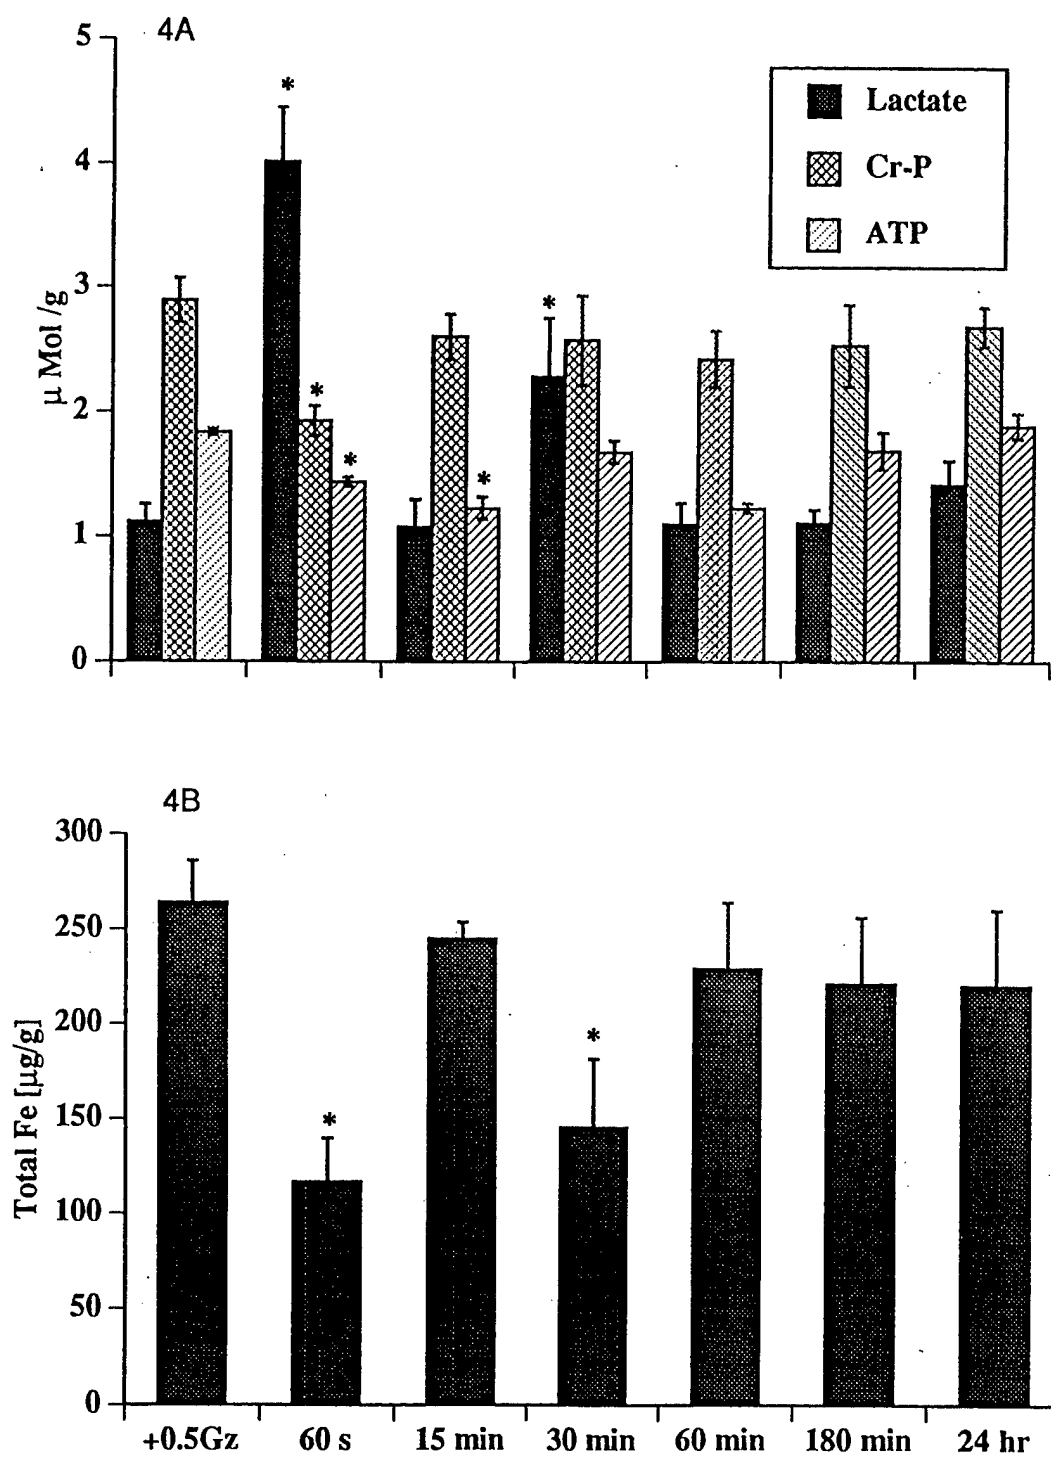 4A
5
4
3
2
1
0
μ Mol /g
*
*
*
*
*
Lactate
Cr-P
ATP
4B
300
250
200
150
100
50
0
Total Fe [μg/g]
*
*
+0.5Gz 60 s 15 min 30 min 60 min 180 min 24 hr